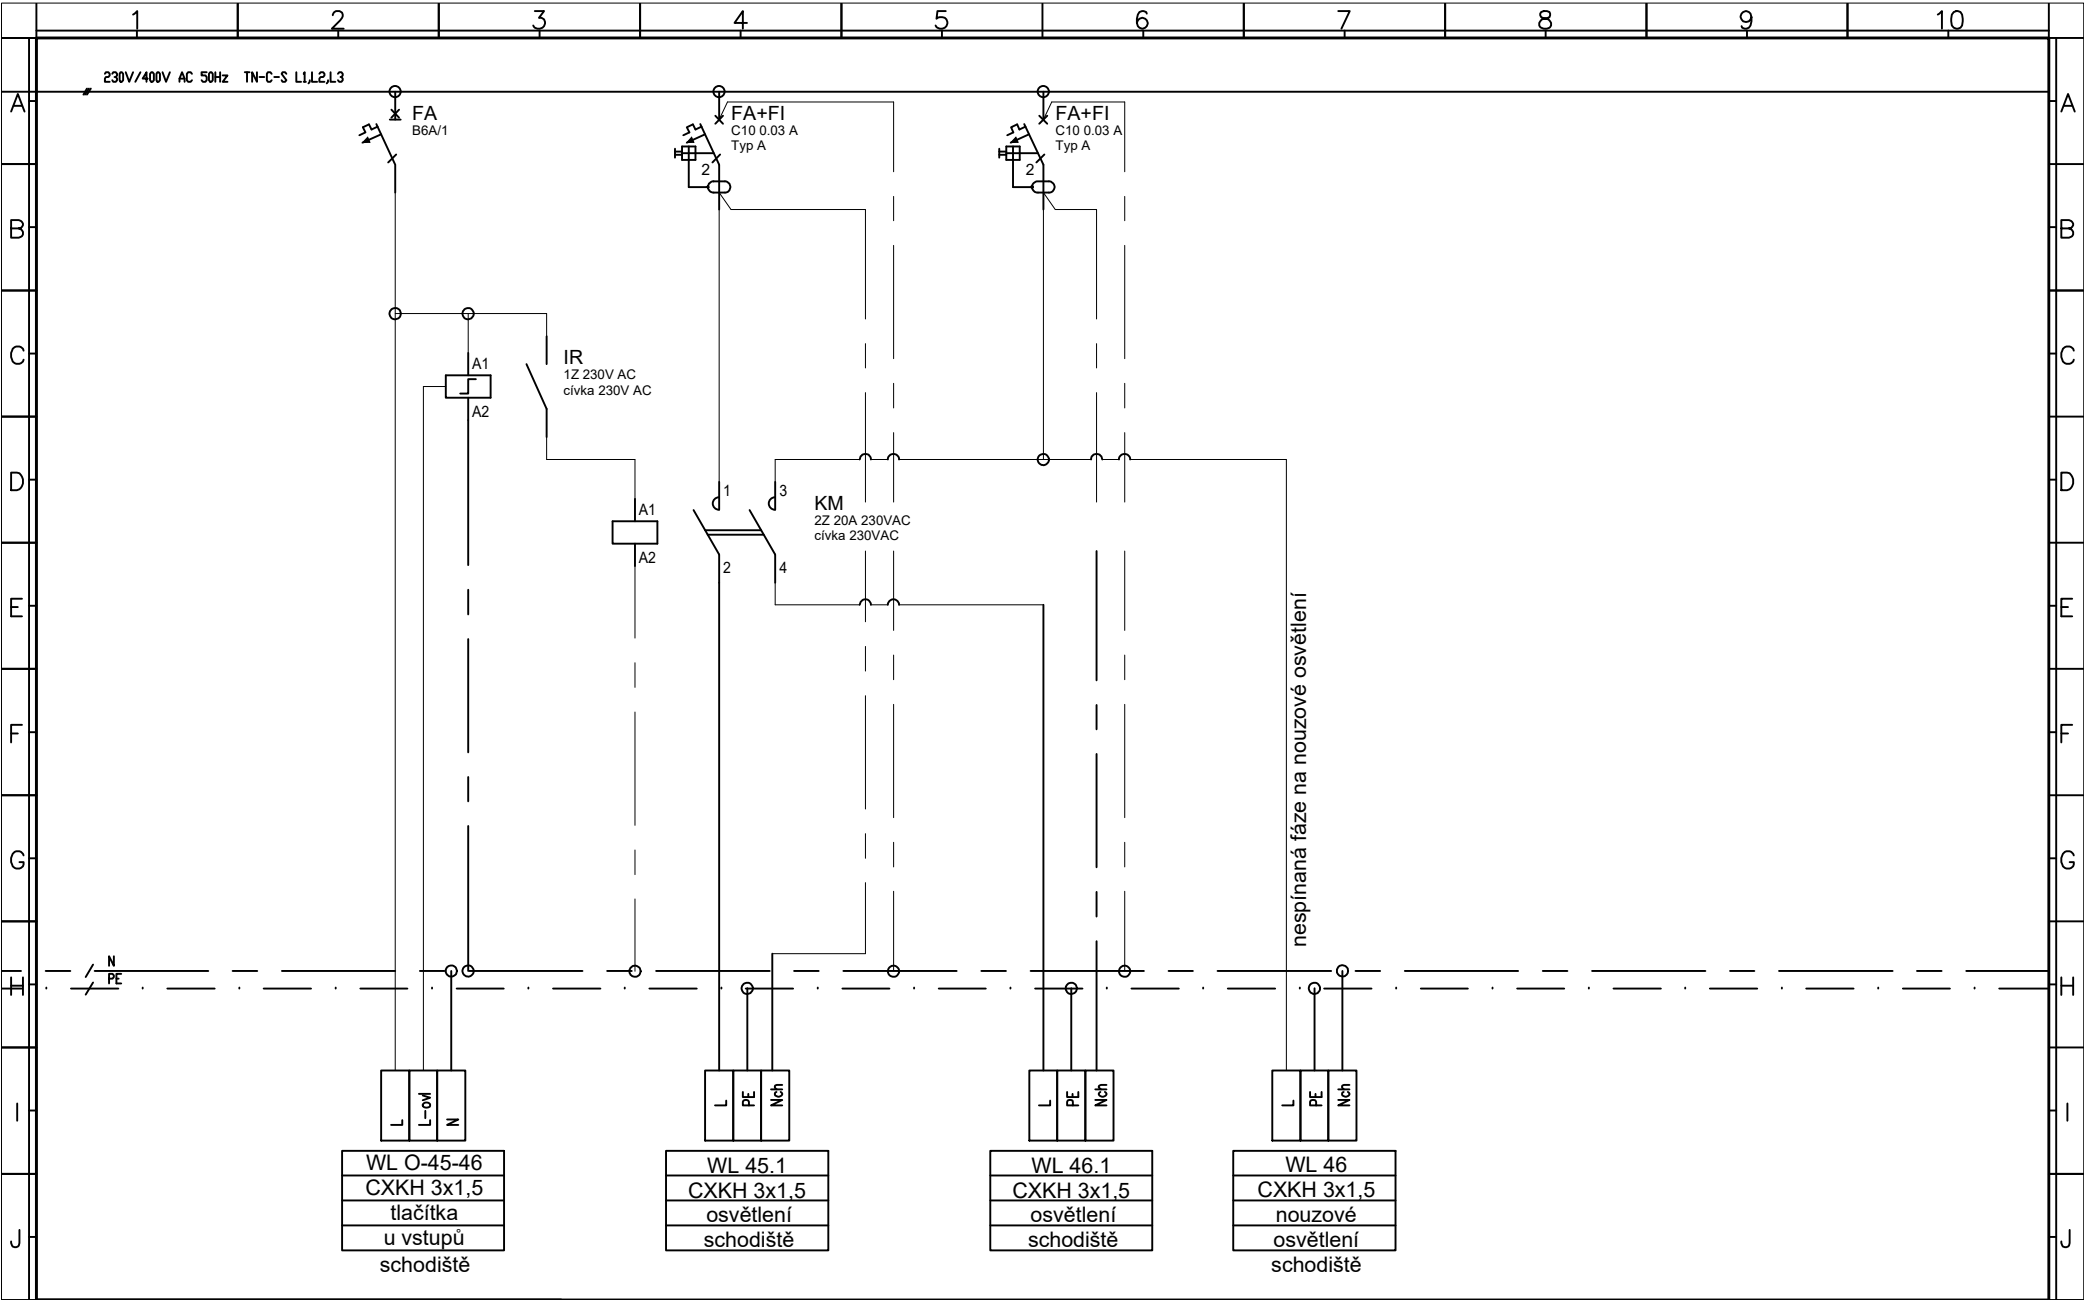 1 2 3 4 5 6 7 8 9 10
230V/400V AC 50Hz TN-C-S L1,L2,L3
A A
FA
B6A/1
FA+FI
C10 0.03 A
Typ A
2
FA+FI
C10 0.03 A
Typ A
2
B B
C C
A1
A2
IR
1Z 230V AC
cívka 230V AC
D D
A1
A2
1 3
2 4
KM
2Z 20A 230VAC
cívka 230VAC
E E
nespínaná fáze na nouzové osvětlení
F F
G G
N
PE
H H
I I
L L-ovl N
L PE Nch
L PE Nch
L PE Nch
WL O-45-46
CXKH 3x1,5
tlačítka
u vstupů
schodiště
WL 45.1
CXKH 3x1,5
osvětlení
schodiště
WL 46.1
CXKH 3x1,5
osvětlení
schodiště
WL 46
CXKH 3x1,5
nouzové
osvětlení
schodiště
J J